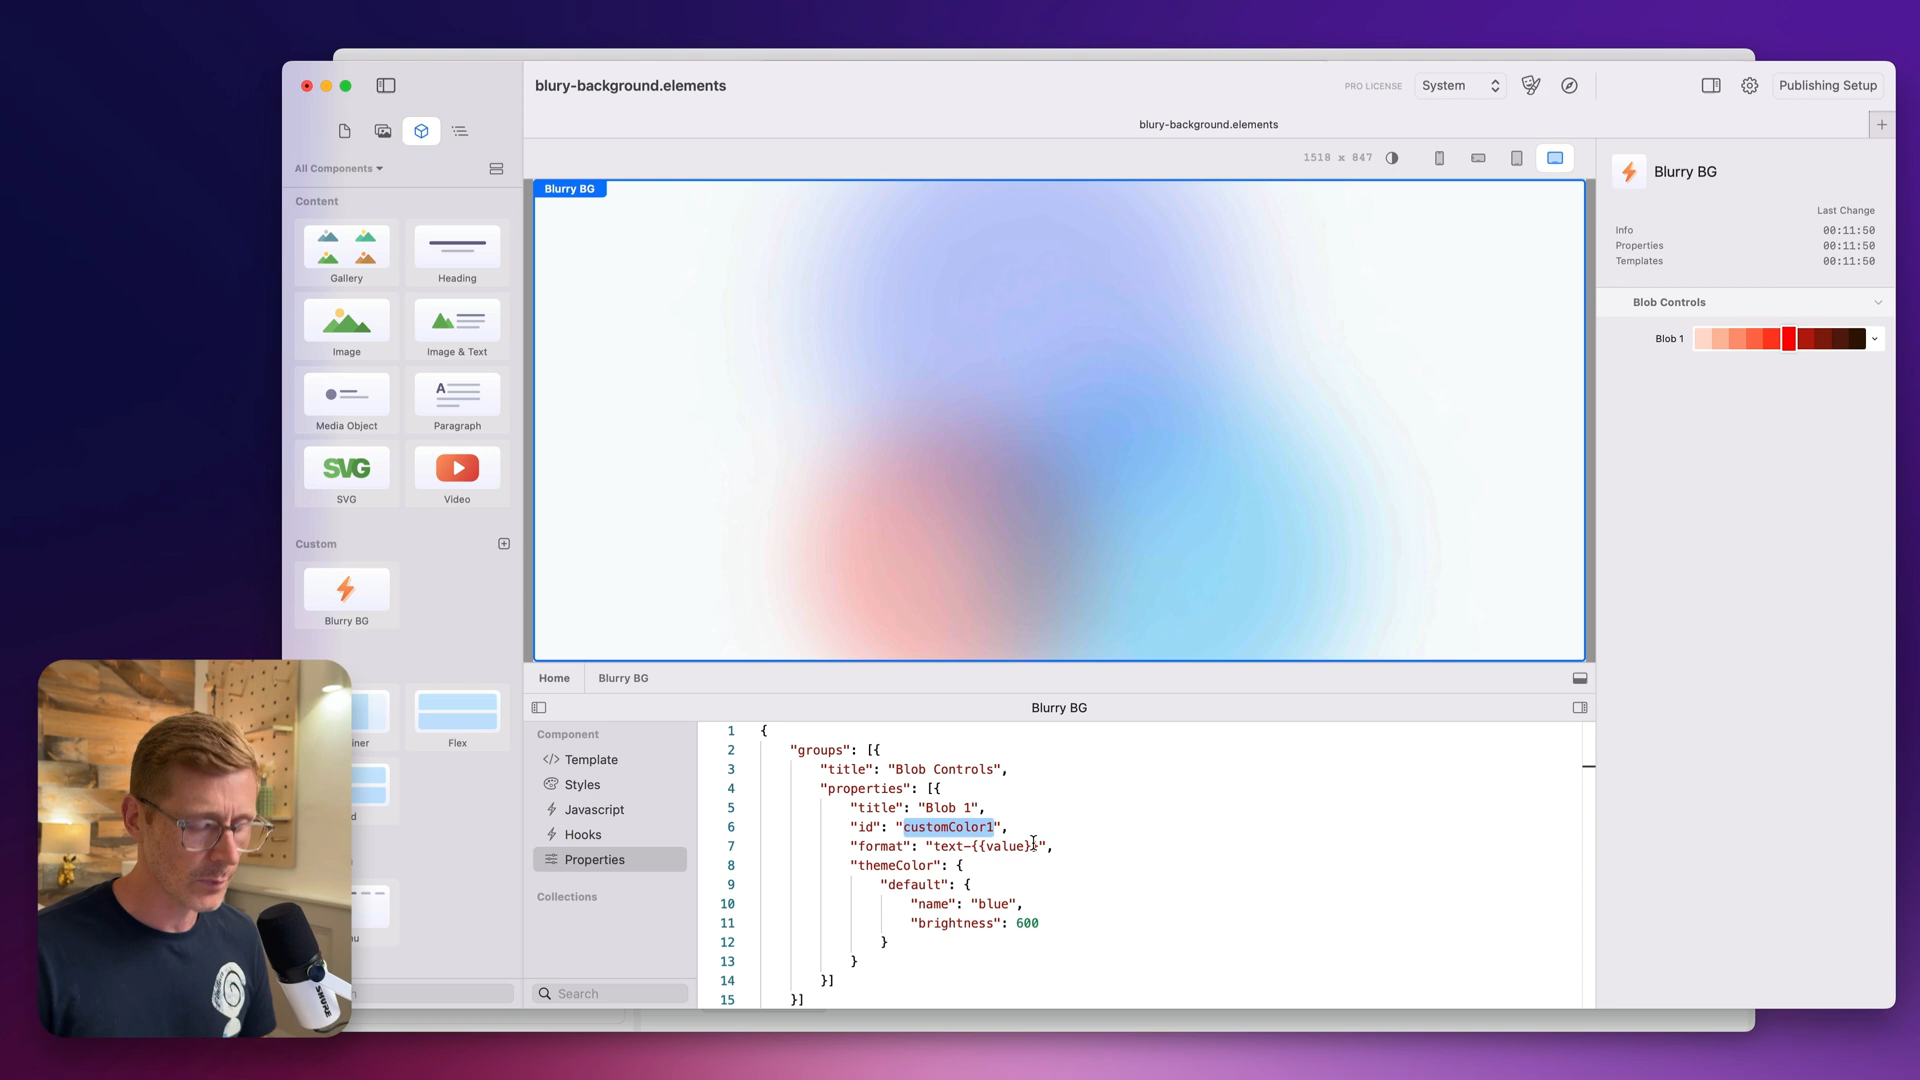 blury-background.elements
PRO LICENSE
System
Publishing Setup
blury-background.elements
All Components
1518 x 847
Blurry BG
Blurry BG
Last Change
Info 00:11:50
Properties 00:11:50
Templates 00:11:50
Blob Controls
Blob 1
Content
Gallery
Heading
Image
Image & Text
Media Object
A
Paragraph
SVG
SVG
Video
Custom
Blurry BG
iner
Flex
d
Home
Blurry BG
Blurry BG
Component
Template
Styles
Javascript
Hooks
Properties
Collections
Search
1 {
2 "groups": [{
3 "title": "Blob Controls",
4 "properties": [{
5 "title": "Blob 1",
6 "id": "customColor1",
7 "format": "text-{{value}}",
8 "themeColor": {
9 "default": {
10 "name": "blue",
11 "brightness": 600
12 }
13 }
14 }]
15 }]
SHURE